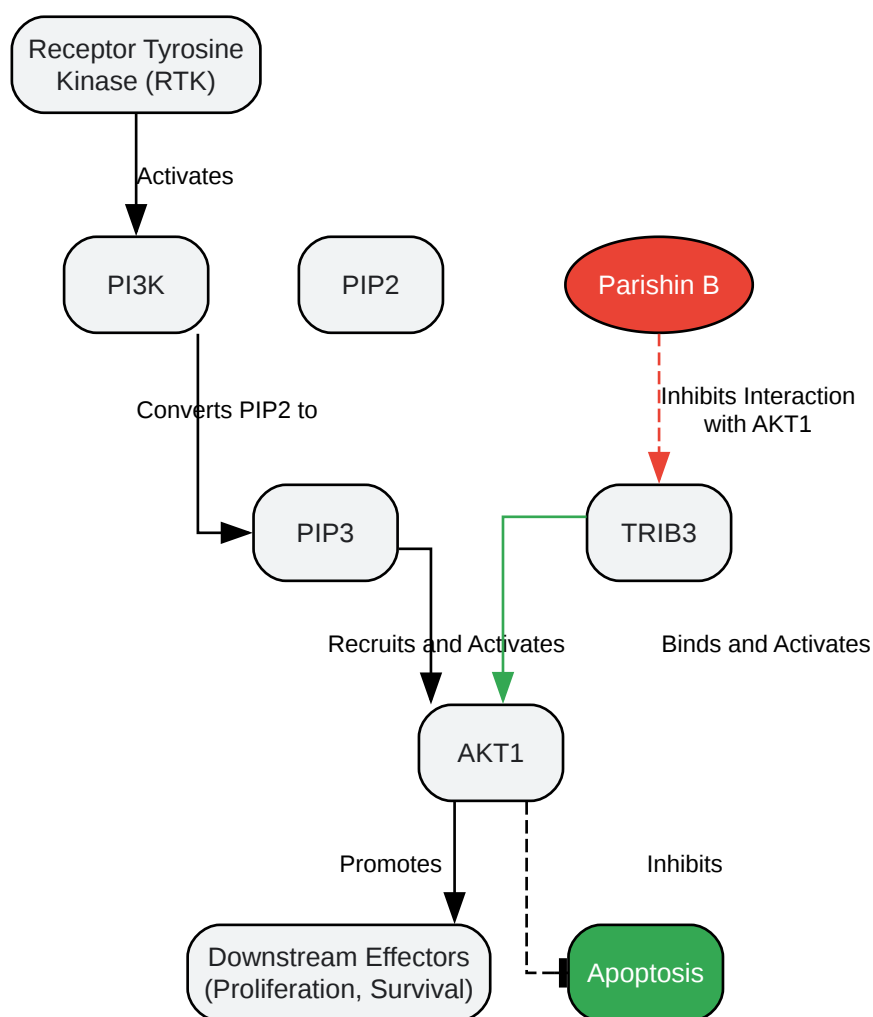 Receptor Tyrosine
Kinase (RTK)
Activates
PI3K
PIP2
Parishin B
Converts PIP2 to
Inhibits Interaction
with AKT1
PIP3
TRIB3
Recruits and Activates
Binds and Activates
AKT1
Promotes
Inhibits
Downstream Effectors
(Proliferation, Survival)
Apoptosis